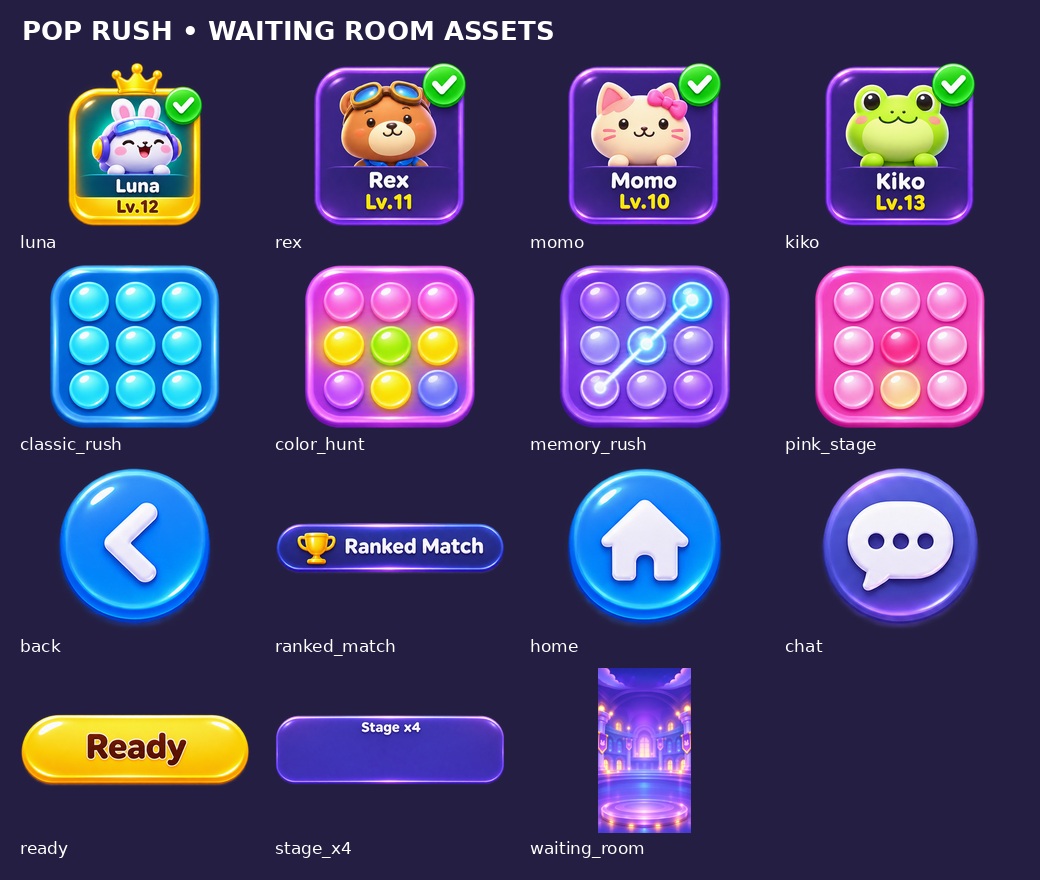 POP RUSH • WAITING ROOM ASSETS
Luna
Lv.12
Rex
Lv.11
Momo
Lv.10
Kiko
Lv.13
luna
rex
momo
kiko
classic_rush
color_hunt
memory_rush
pink_stage
Ranked Match
back
ranked_match
home
chat
Ready
Stage x4
ready
stage_x4
waiting_room